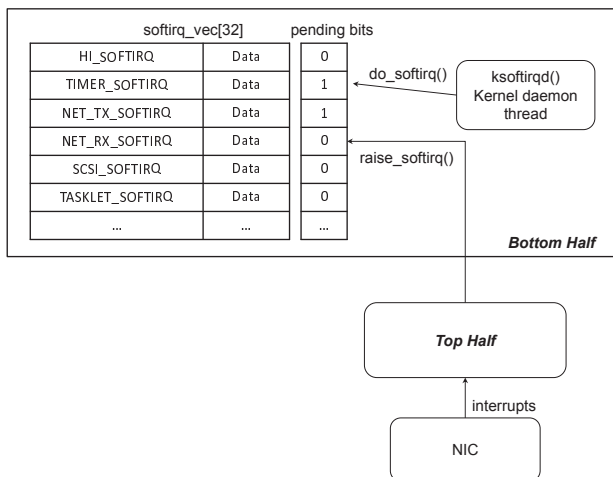 softirq_vec[32] pending bits
HI_SOFTIRQ Data 0
TIMER_SOFTIRQ Data 1
NET_TX_SOFTIRQ Data 1
NET_RX_SOFTIRQ Data 0
SCSI_SOFTIRQ Data 0
TASKLET_SOFTIRQ Data 0
... ... ...
do_softirq()
ksoftirqd()
Kernel daemon
thread
raise_softirq()
Bottom Half
Top Half
interrupts
NIC